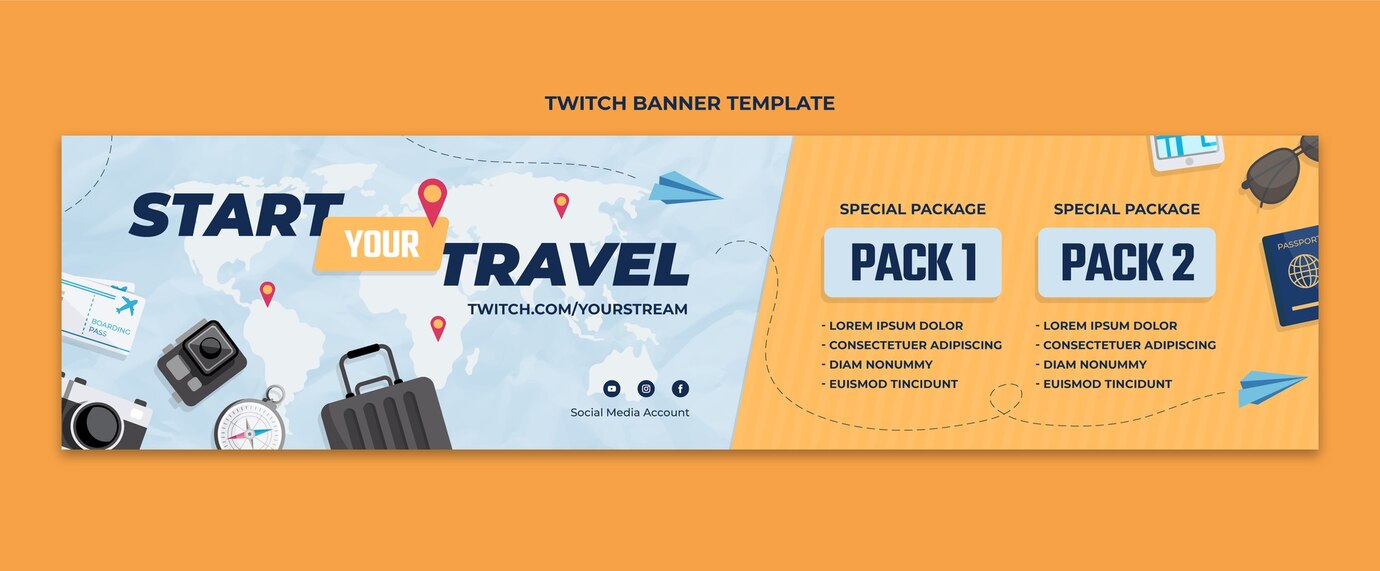 TWITCH BANNER TEMPLATE
START
YOUR
TRAVEL
TWITCH.COM/YOURSTREAM
Social Media Account
BOARDING
PASS
SPECIAL PACKAGE
PACK 1
- LOREM IPSUM DOLOR
- CONSECTETUER ADIPISCING
- DIAM NONUMMY
- EUISMOD TINCIDUNT
SPECIAL PACKAGE
PACK 2
- LOREM IPSUM DOLOR
- CONSECTETUER ADIPISCING
- DIAM NONUMMY
- EUISMOD TINCIDUNT
PASSPORT